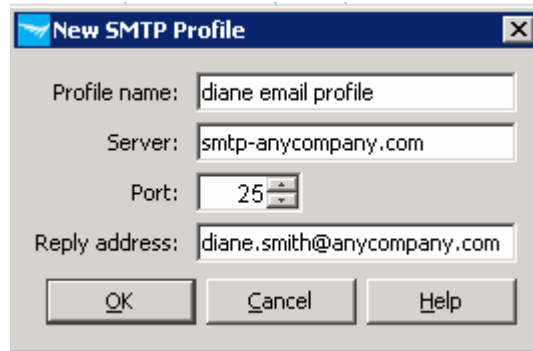 New SMTP Profile
Profile name: diane email profile
Server: smtp-anycompany.com
Port: 25
Reply address: diane.smith@anycompany.com
OK Cancel Help